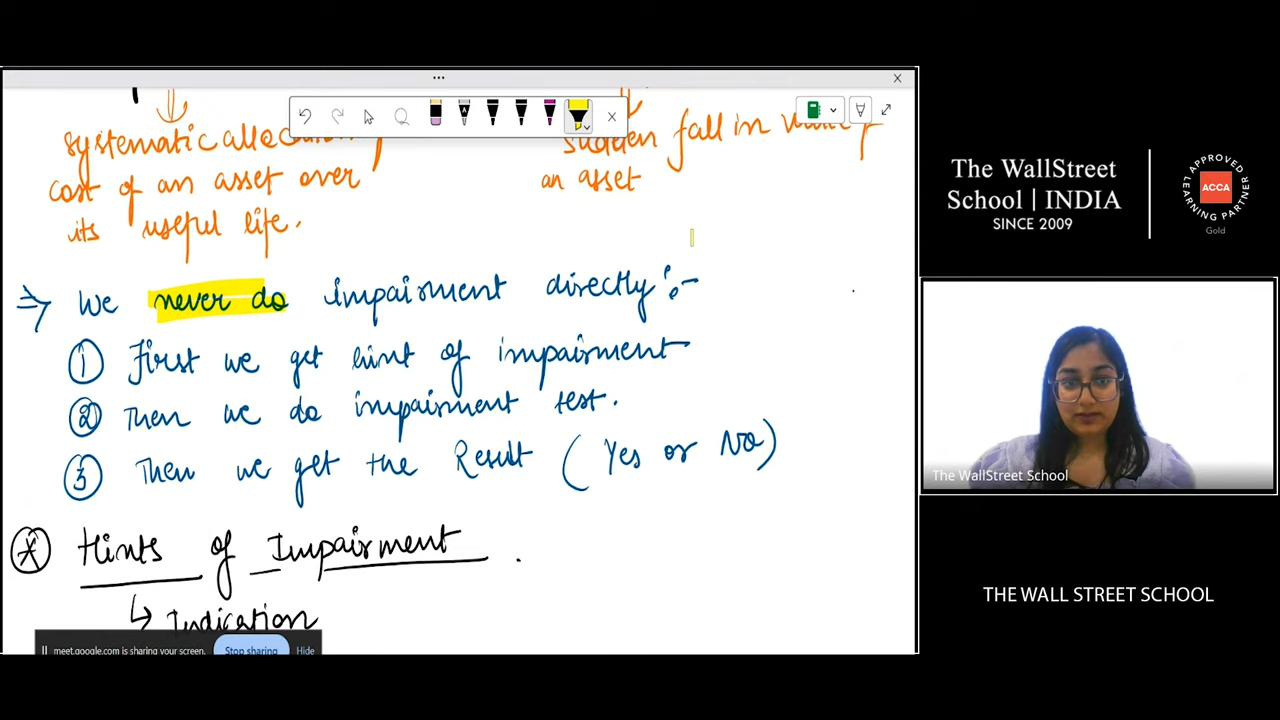 systematic alloca
sudden fall in value of
cost of an asset over
an asset
its useful life.
⇒ We never do impairment directly :-
① First we get hint of impairment
② Then we do impairment test.
③ Then we get the Result (Yes or No)
* Hints of Impairment .
↳ Indication
meet.google.com is sharing your screen. Stop sharing Hide
The WallStreet
School | INDIA
SINCE 2009
APPROVED
LEARNING PARTNER
ACCA
Gold
The WallStreet School
THE WALL STREET SCHOOL